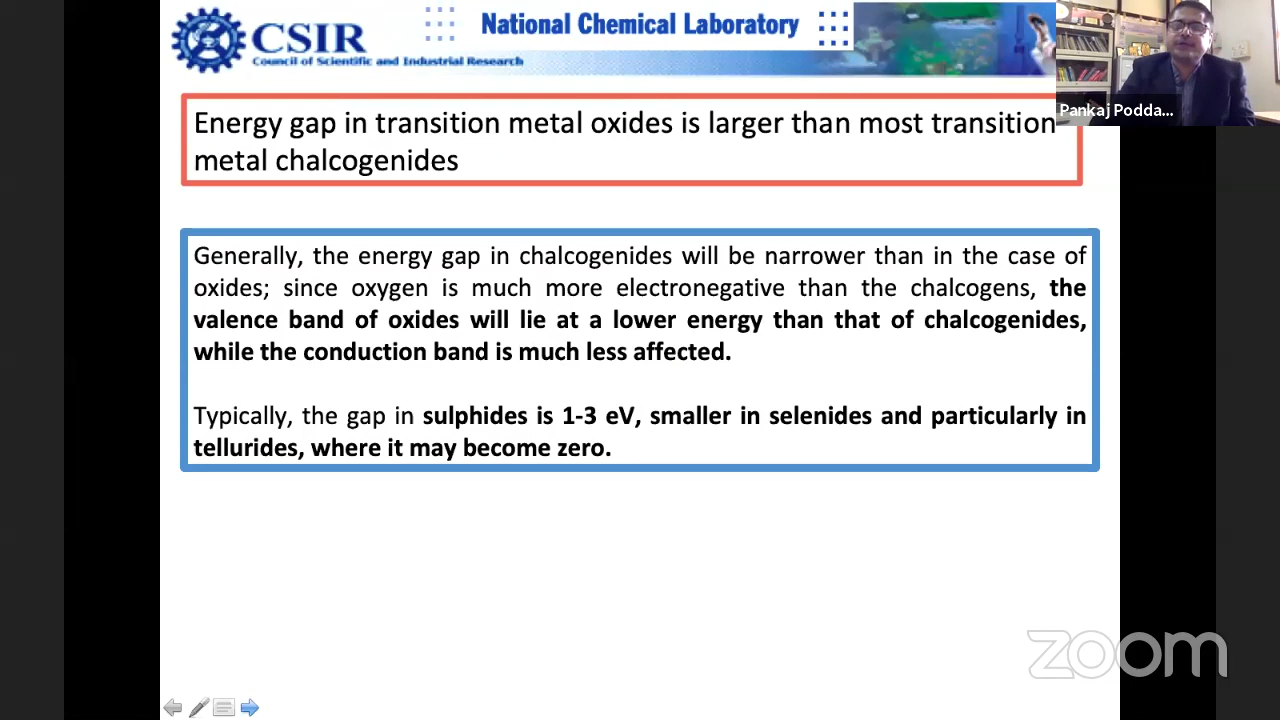 National Chemical Laboratory
CSIR
Council of Scientific and Industrial Research
Pankaj Podda...
Energy gap in transition metal oxides is larger than most transition
metal chalcogenides
Generally, the energy gap in chalcogenides will be narrower than in the case of
oxides; since oxygen is much more electronegative than the chalcogens, the
valence band of oxides will lie at a lower energy than that of chalcogenides,
while the conduction band is much less affected.
Typically, the gap in sulphides is 1-3 eV, smaller in selenides and particularly in
tellurides, where it may become zero.
zoom